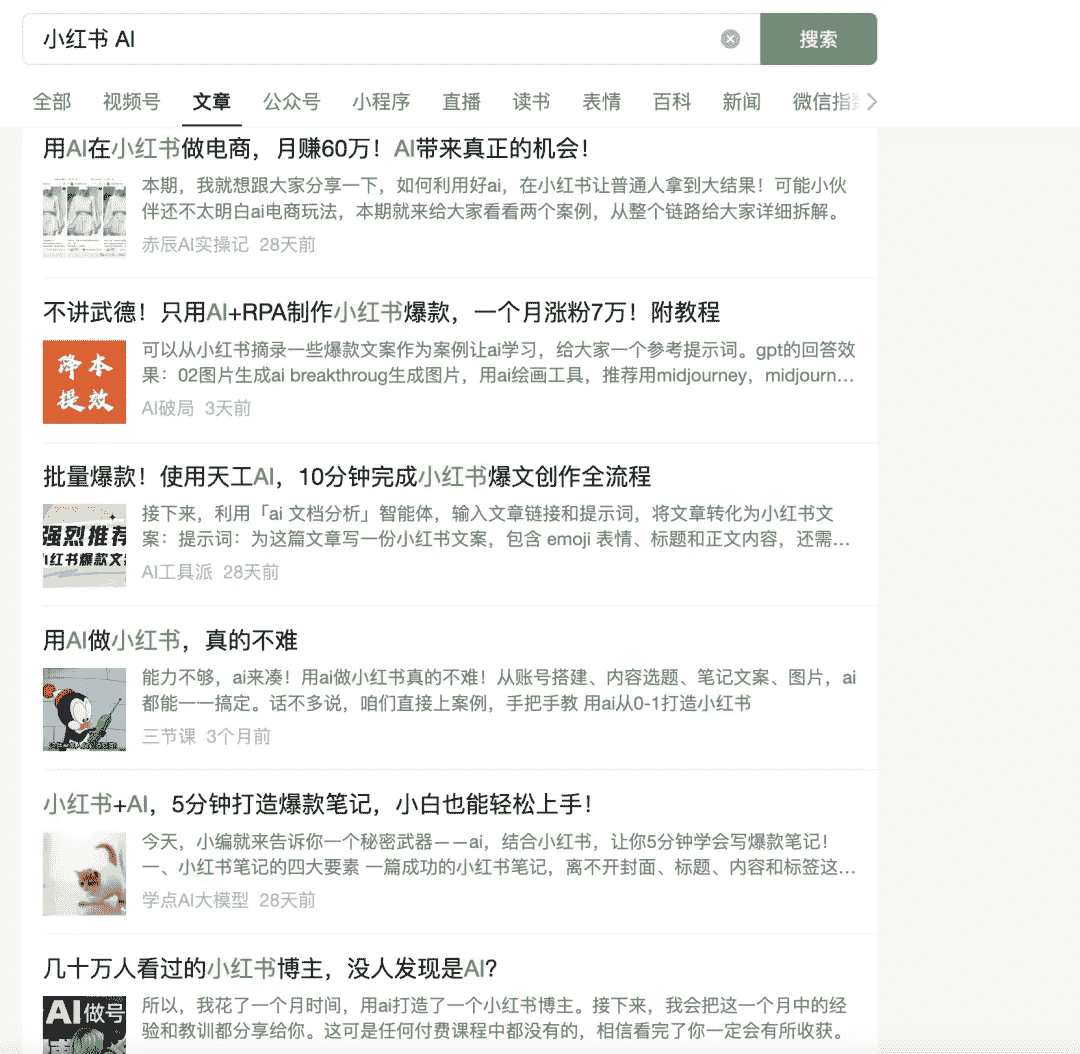 小红书 AI
搜索
全部 视频号 文章 公众号 小程序 直播 读书 表情 百科 新闻 微信指
用AI在小红书做电商，月赚60万！AI带来真正的机会！
本期，我就想跟大家分享一下，如何利用好ai，在小红书让普通人拿到大结果！可能小伙
伴还不太明白ai电商玩法，本期就来给大家看看两个案例，从整个链路给大家详细拆解。
赤辰AI实操记 28天前
不讲武德！只用AI+RPA制作小红书爆款，一个月涨粉7万！附教程
降本
提效
可以从小红书摘录一些爆款文案作为案例让ai学习，给大家一个参考提示词。gpt的回答效
果：02图片生成ai breakthroug生成图片，用ai绘画工具，推荐用midjourney，midjourn...
AI破局 3天前
批量爆款！使用天工AI，10分钟完成小红书爆文创作全流程
强烈推荐
小红书爆款文
接下来，利用「ai 文档分析」智能体，输入文章链接和提示词，将文章转化为小红书文
案：提示词：为这篇文章写一份小红书文案，包含 emoji 表情、标题和正文内容，还需...
AI工具派 28天前
用AI做小红书，真的不难
能力不够，ai来凑！用ai做小红书真的不难！从账号搭建、内容选题、笔记文案、图片，ai
都能一一搞定。话不多说，咱们直接上案例，手把手教 用ai从0-1打造小红书
三节课 3个月前
小红书+AI，5分钟打造爆款笔记，小白也能轻松上手！
今天，小编就来告诉你一个秘密武器——ai，结合小红书，让你5分钟学会写爆款笔记！
一、小红书笔记的四大要素 一篇成功的小红书笔记，离不开封面、标题、内容和标签这...
学点AI大模型 28天前
几十万人看过的小红书博主，没人发现是AI?
AI做号
所以，我花了一个月时间，用ai打造了一个小红书博主。接下来，我会把这一个月中的经
验和教训都分享给你。这可是任何付费课程中都没有的，相信看完了你一定会有所收获。